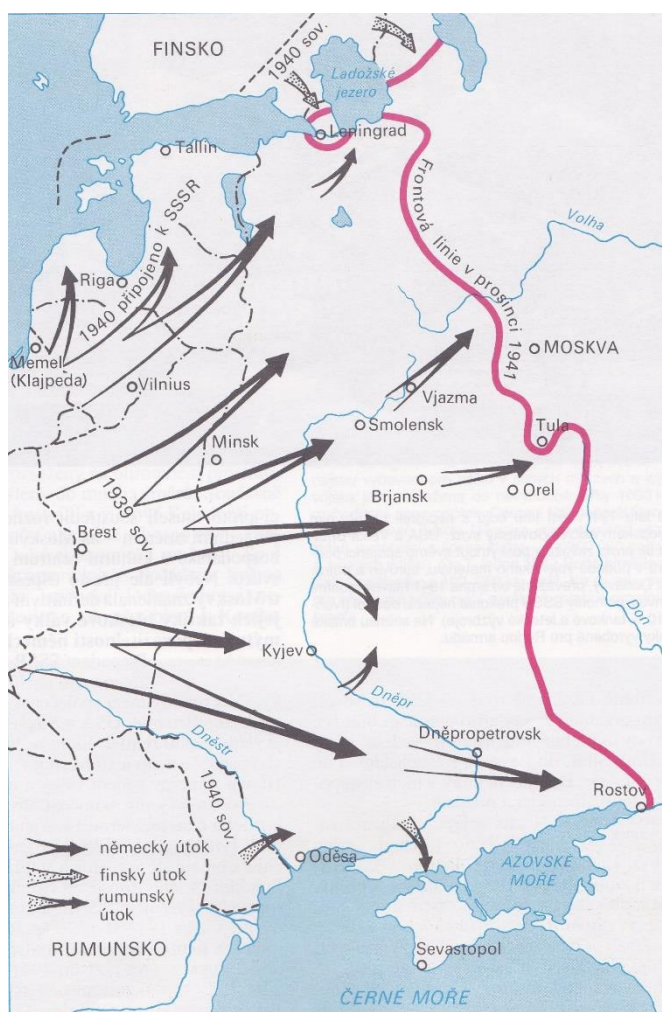 FINSKO
1940 sov.
Ladožské
jezero
Leningrad
Tallin
Frontová linie v prosinci 1941
Volha
1940 připojeno k SSSR
Riga
MOSKVA
Memel
(Klajpeda)
Vilnius
Vjazma
Smolensk
Tula
Minsk
Brjansk
Orel
1939 sov.
Brest
Don
Kyjev
Dněpr
Dněstr
Dněpropetrovsk
Rostov
1940 sov.
německý útok
finský útok
rumunský
útok
Oděsa
AZOVSKÉ
MOŘE
RUMUNSKO
Sevastopol
ČERNÉ MOŘE